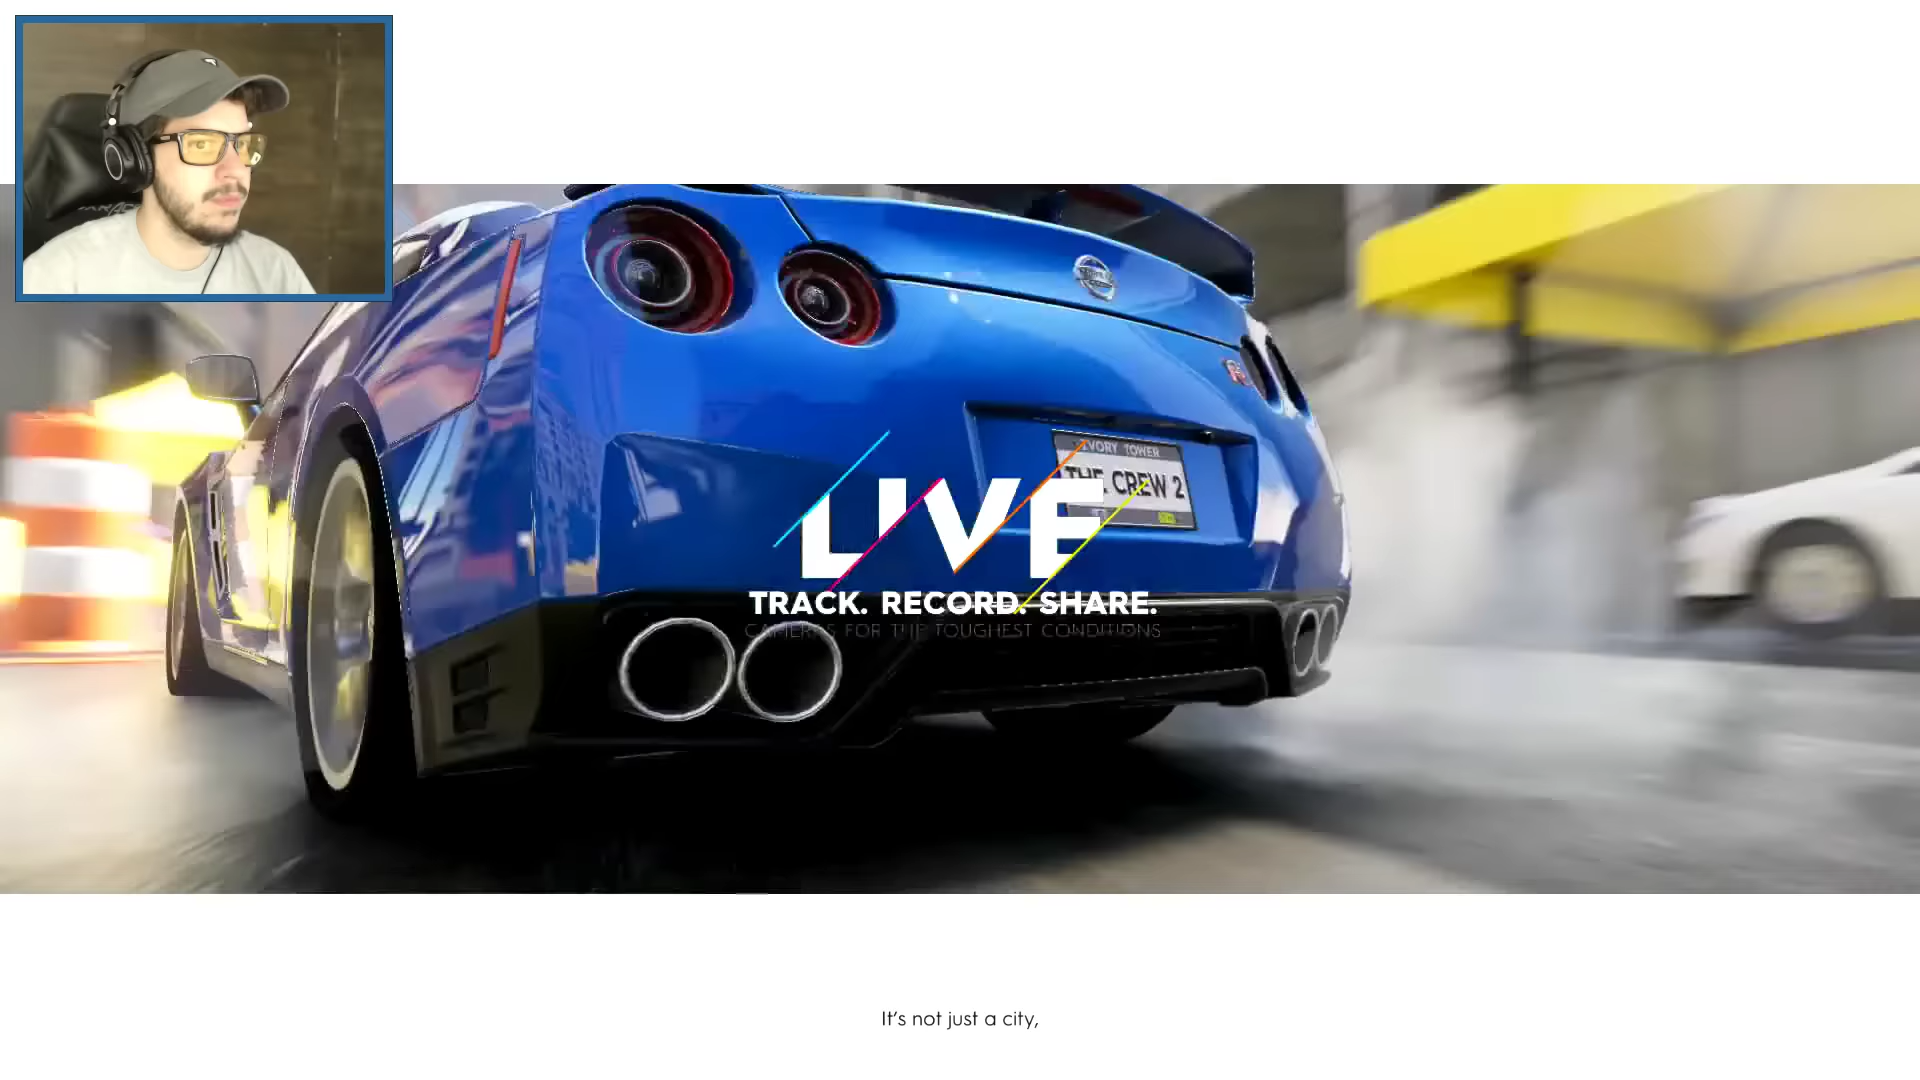 IVORY TOWER
THE CREW 2
LIVE
TRACK. RECORD. SHARE.
CAMERAS FOR THE TOUGHEST CONDITIONS
It's not just a city,